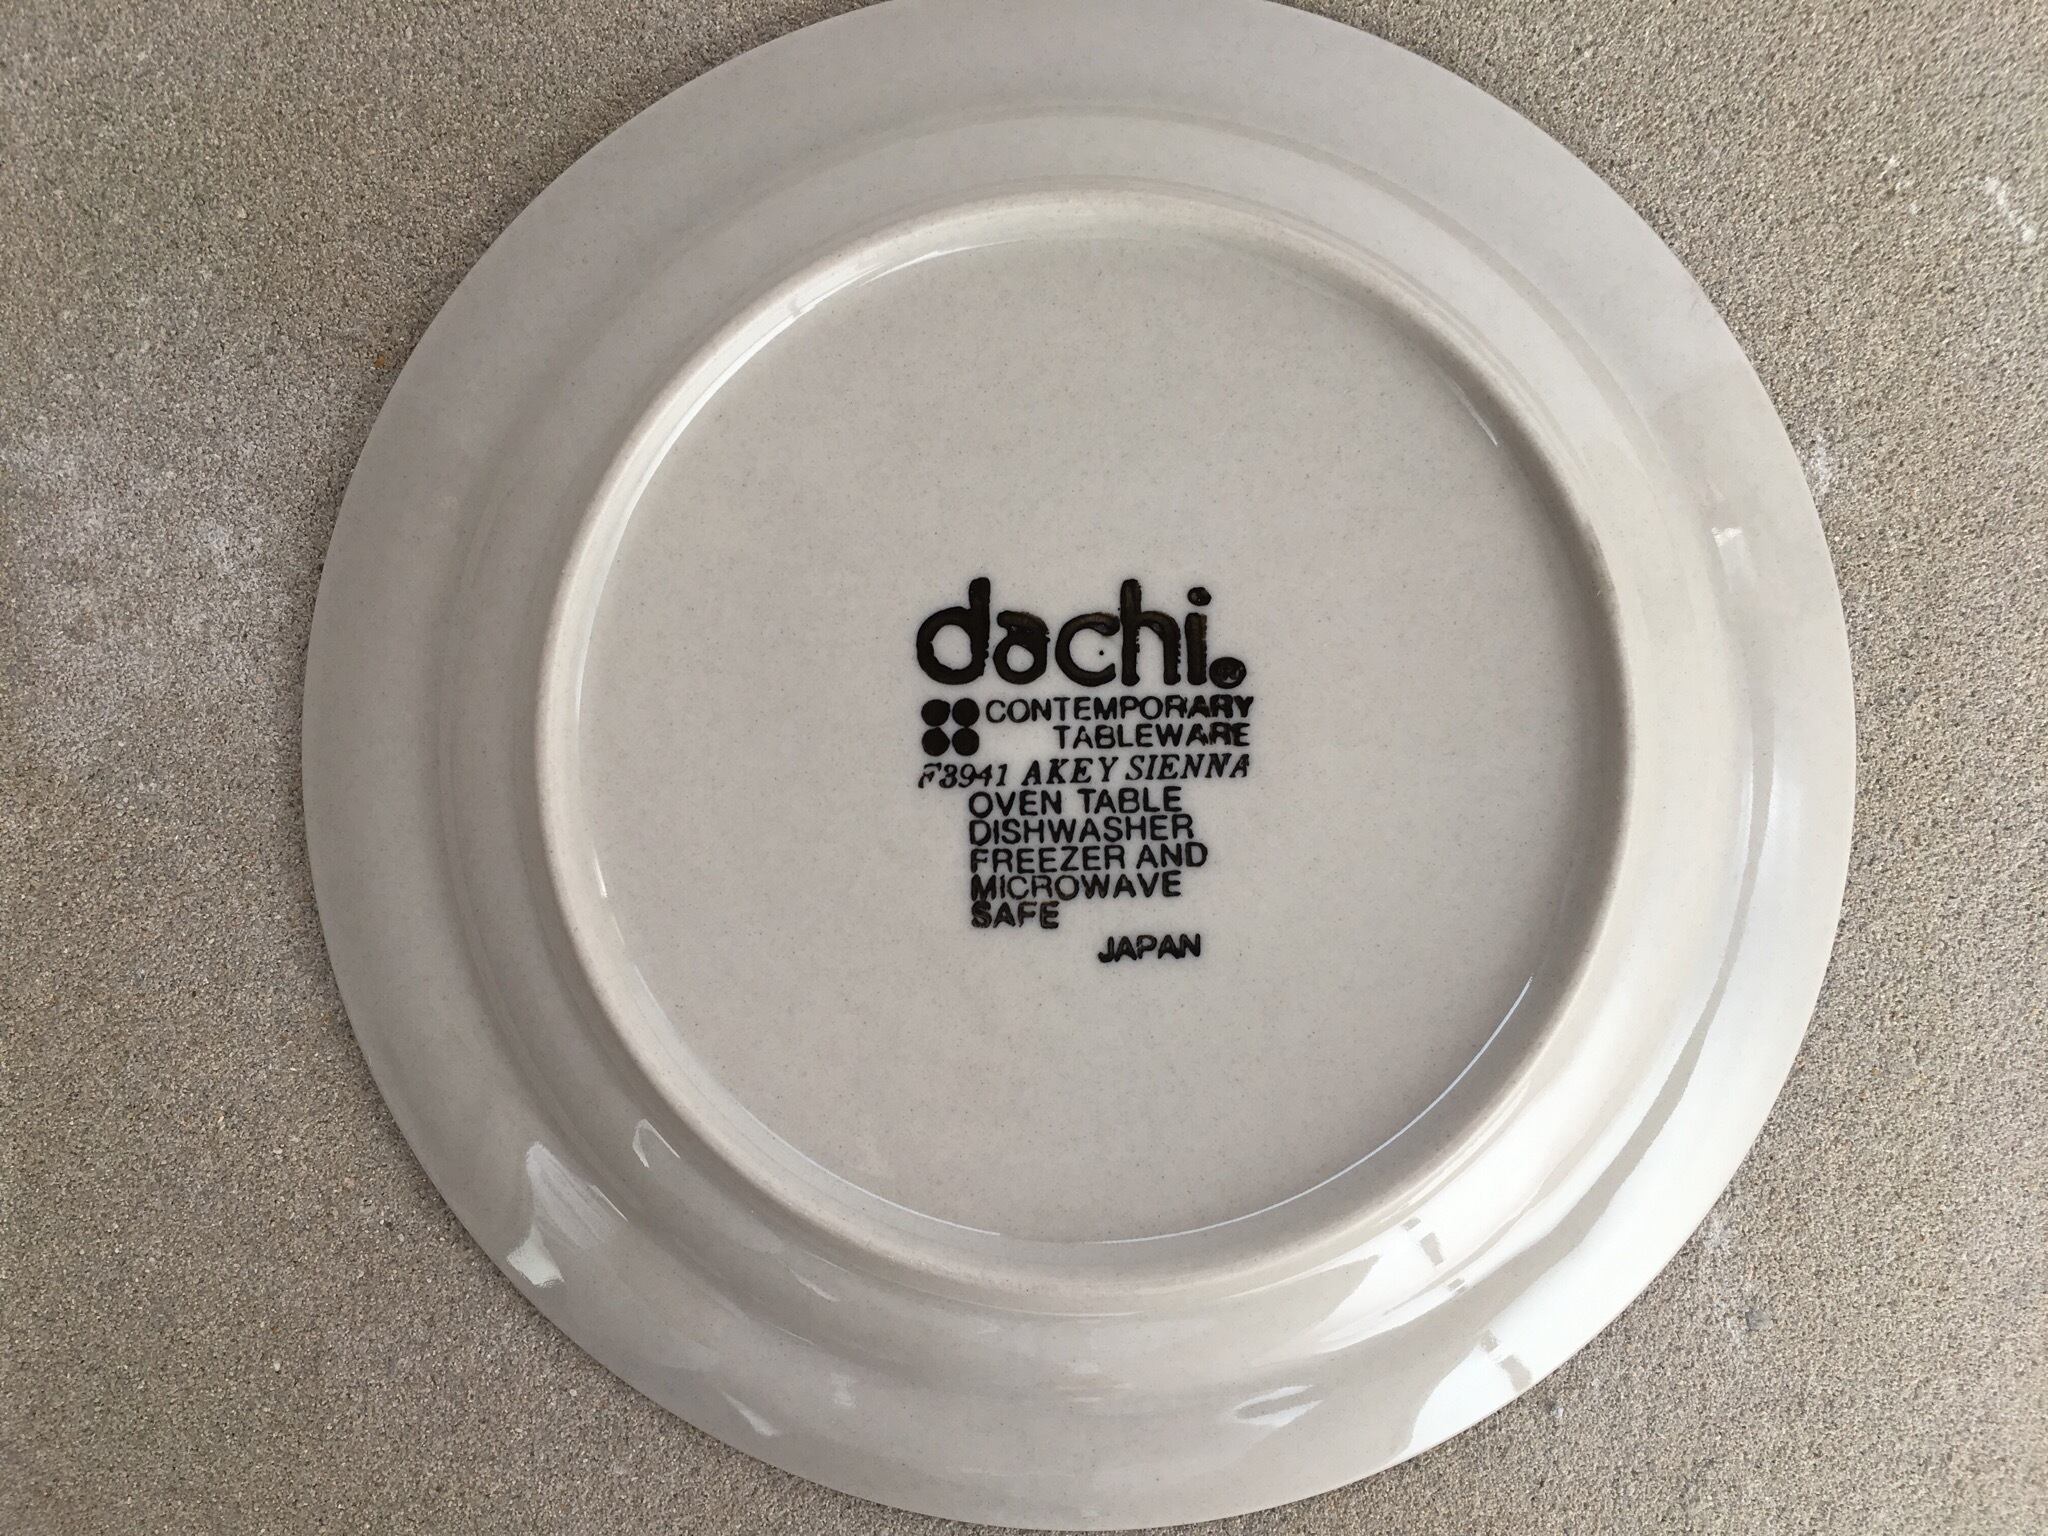 dachi®
CONTEMPORARY
TABLEWARE
F3941 AKEY SIENNA
OVEN TABLE
DISHWASHER
FREEZER AND
MICROWAVE
SAFE
JAPAN